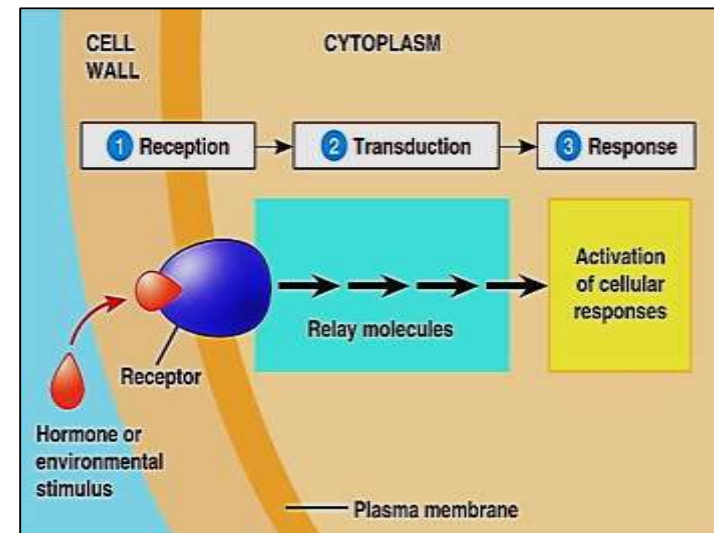 CELL
WALL
CYTOPLASM
1 Reception
2 Transduction
3 Response
Activation
of cellular
responses
Relay molecules
Receptor
Hormone or
environmental
stimulus
Plasma membrane